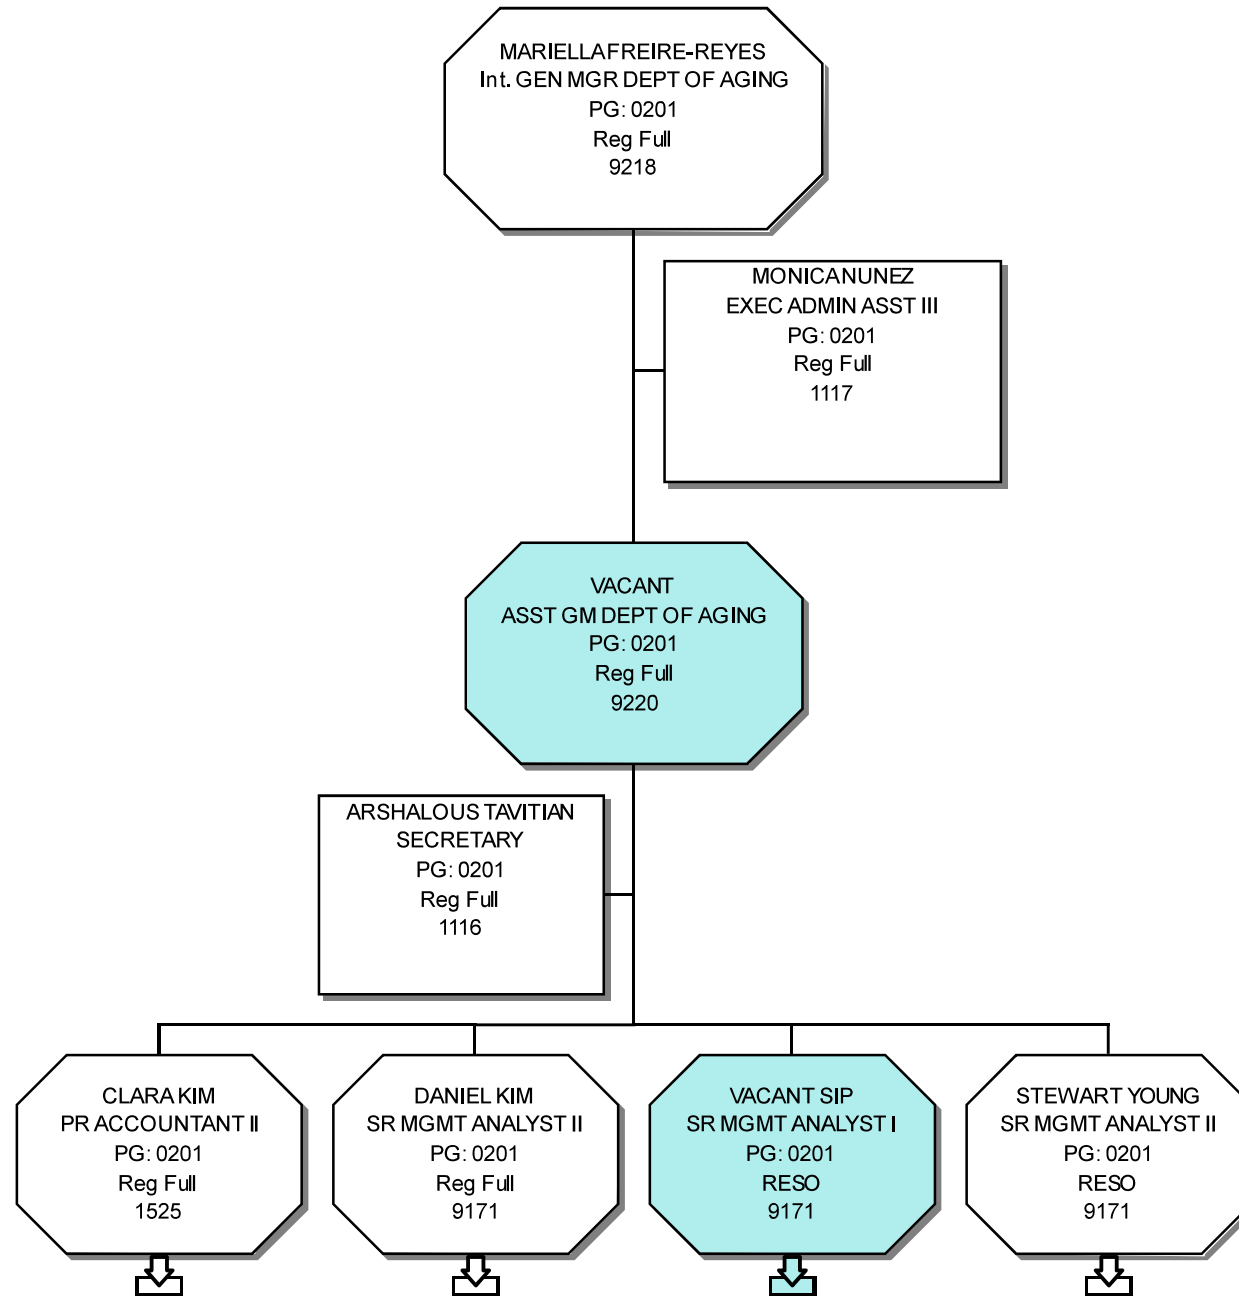 MARIELLA FREIRE-REYES
Int. GEN MGR DEPT OF AGING
PG: 0201
Reg Full
9218
MONICA NUNEZ
EXEC ADMIN ASST III
PG: 0201
Reg Full
1117
VACANT
ASST GM DEPT OF AGING
PG: 0201
Reg Full
9220
ARSHALOUS TAVITIAN
SECRETARY
PG: 0201
Reg Full
1116
CLARA KIM
PR ACCOUNTANT II
PG: 0201
Reg Full
1525
DANIEL KIM
SR MGMT ANALYST II
PG: 0201
Reg Full
9171
VACANT SIP
SR MGMT ANALYST I
PG: 0201
RESO
9171
STEWART YOUNG
SR MGMT ANALYST II
PG: 0201
RESO
9171